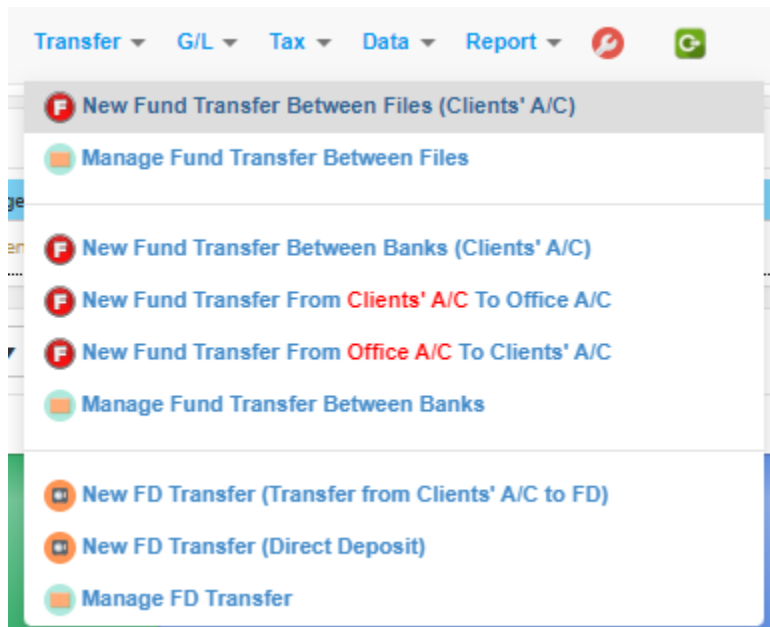 Transfer G/L Tax Data Report
New Fund Transfer Between Files (Clients' A/C)
Manage Fund Transfer Between Files
New Fund Transfer Between Banks (Clients' A/C)
New Fund Transfer From Clients' A/C To Office A/C
New Fund Transfer From Office A/C To Clients' A/C
Manage Fund Transfer Between Banks
New FD Transfer (Transfer from Clients' A/C to FD)
New FD Transfer (Direct Deposit)
Manage FD Transfer